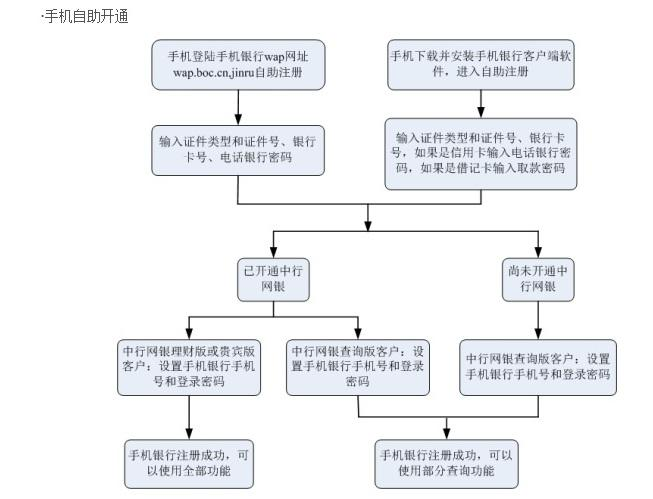 ·手机自助开通
手机登陆手机银行wap网址
wap.boc.cn,jinru自助注册
手机下载并安装手机银行客户端软
件，进入自助注册
输入证件类型和证件号、银行
卡号、电话银行密码
输入证件类型和证件号、银行卡
号，如果是信用卡输入电话银行密
码，如果是借记卡输入取款密码
已开通中行
网银
尚未开通中
行网银
中行网银理财版或贵宾版
客户：设置手机银行手机
号和登录密码
中行网银查询版客户：设
置手机银行手机号和登录
密码
中行网银查询版客户：设置
手机银行手机号和登录密码
手机银行注册成功，可
以使用全部功能
手机银行注册成功，可以
使用部分查询功能